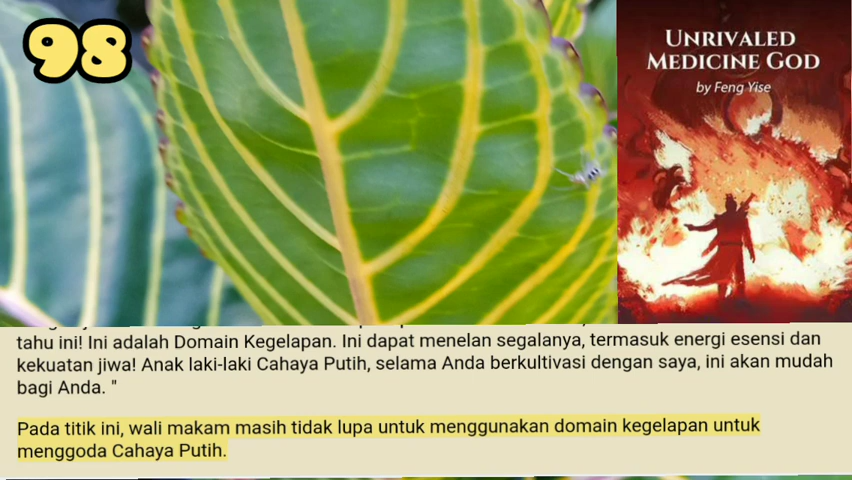 98
UNRIVALED
MEDICINE GOD
by Feng Yise
tahu ini! Ini adalah Domain Kegelapan. Ini dapat menelan segalanya, termasuk energi esensi dan
kekuatan jiwa! Anak laki-laki Cahaya Putih, selama Anda berkultivasi dengan saya, ini akan mudah
bagi Anda. "
Pada titik ini, wali makam masih tidak lupa untuk menggunakan domain kegelapan untuk
menggoda Cahaya Putih.